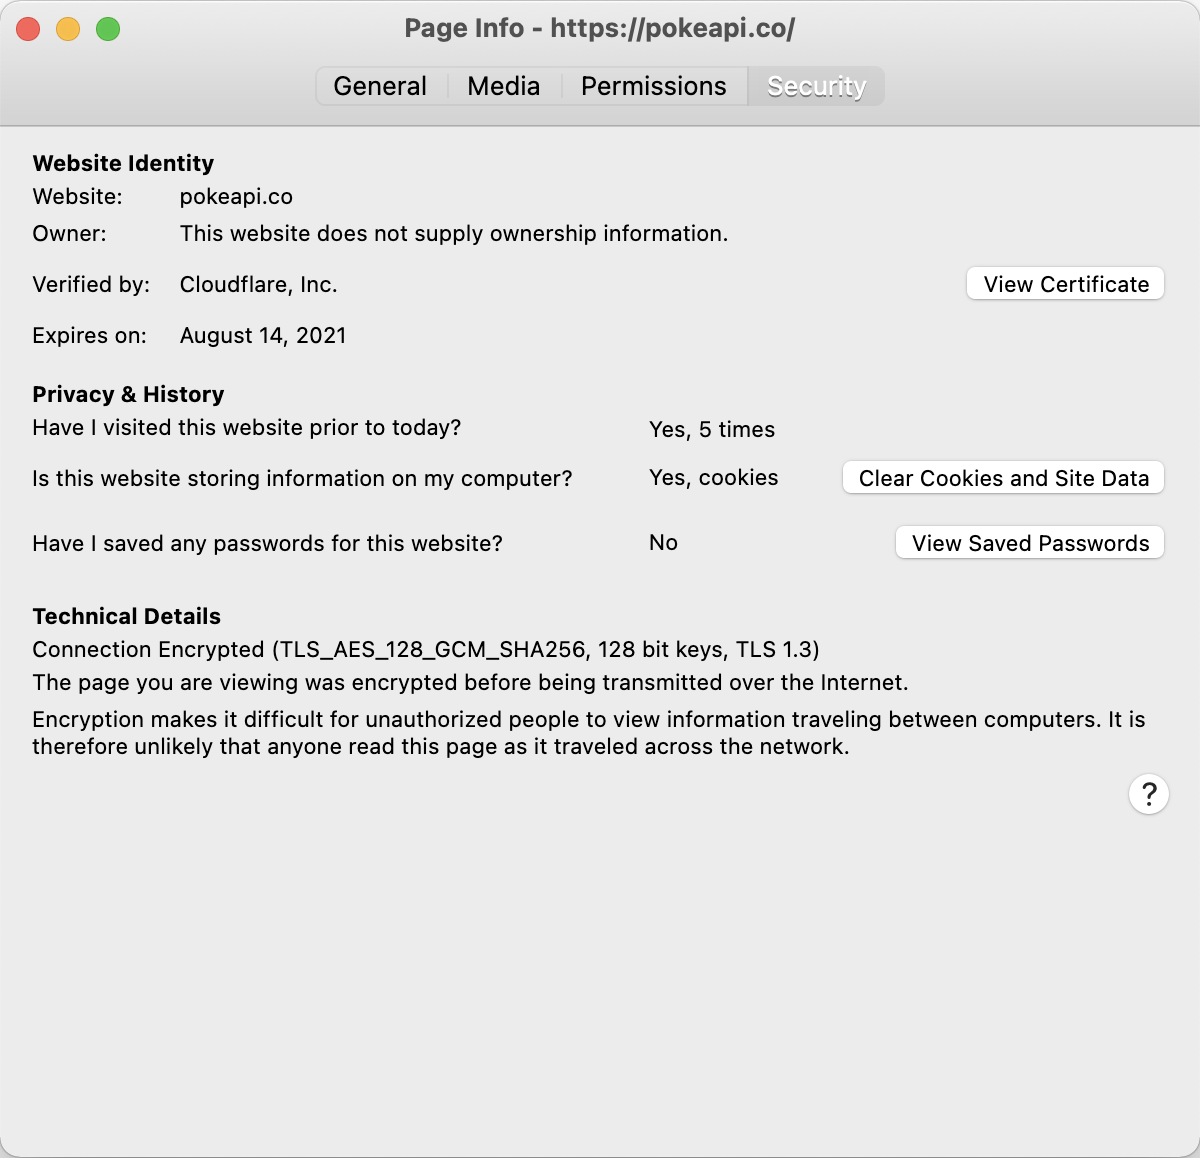 Page Info - https://pokeapi.co/
General Media Permissions Security
Website Identity
Website: pokeapi.co
Owner: This website does not supply ownership information.
Verified by: Cloudflare, Inc. View Certificate
Expires on: August 14, 2021
Privacy & History
Have I visited this website prior to today? Yes, 5 times
Is this website storing information on my computer? Yes, cookies Clear Cookies and Site Data
Have I saved any passwords for this website? No View Saved Passwords
Technical Details
Connection Encrypted (TLS_AES_128_GCM_SHA256, 128 bit keys, TLS 1.3)
The page you are viewing was encrypted before being transmitted over the Internet.
Encryption makes it difficult for unauthorized people to view information traveling between computers. It is
therefore unlikely that anyone read this page as it traveled across the network.
?